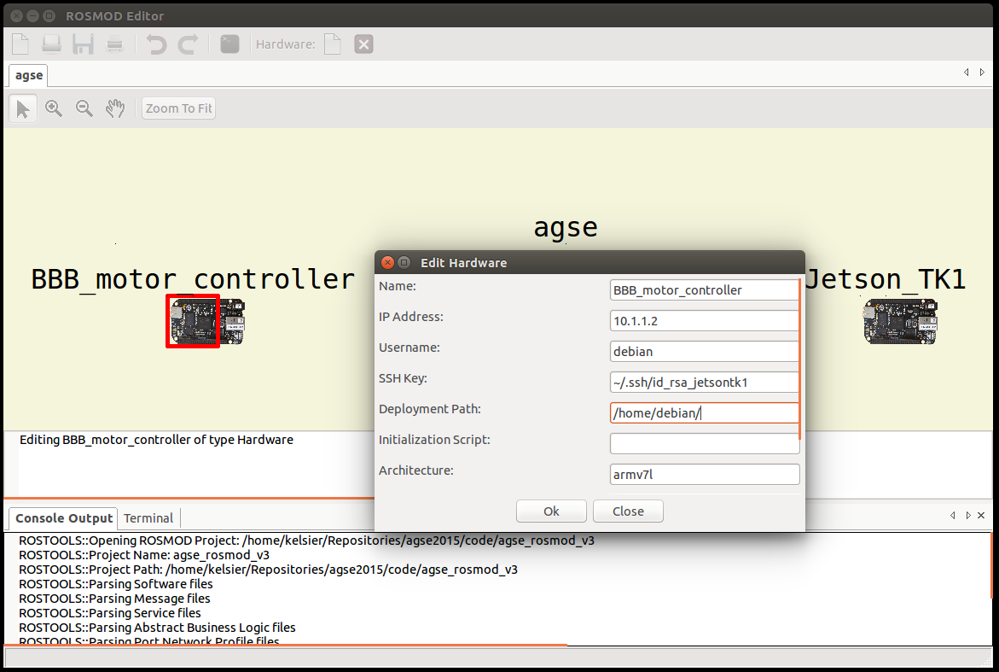 ROSMOD Editor
Hardware:
agse
Zoom To Fit
agse
BBB_motor_controller
Jetson_TK1
Edit Hardware
Name: BBB_motor_controller
IP Address: 10.1.1.2
Username: debian
SSH Key: ~/.ssh/id_rsa_jetsontk1
Deployment Path: /home/debian/
Initialization Script:
Architecture: armv7l
Ok Close
Editing BBB_motor_controller of type Hardware
Console Output Terminal
ROSTOOLS::Opening ROSMOD Project: /home/kelsier/Repositories/agse2015/code/agse_rosmod_v3
ROSTOOLS::Project Name: agse_rosmod_v3
ROSTOOLS::Project Path: /home/kelsier/Repositories/agse2015/code/agse_rosmod_v3
ROSTOOLS::Parsing Software files
ROSTOOLS::Parsing Message files
ROSTOOLS::Parsing Service files
ROSTOOLS::Parsing Abstract Business Logic files
ROSTOOLS::Parsing Port Network Profile files